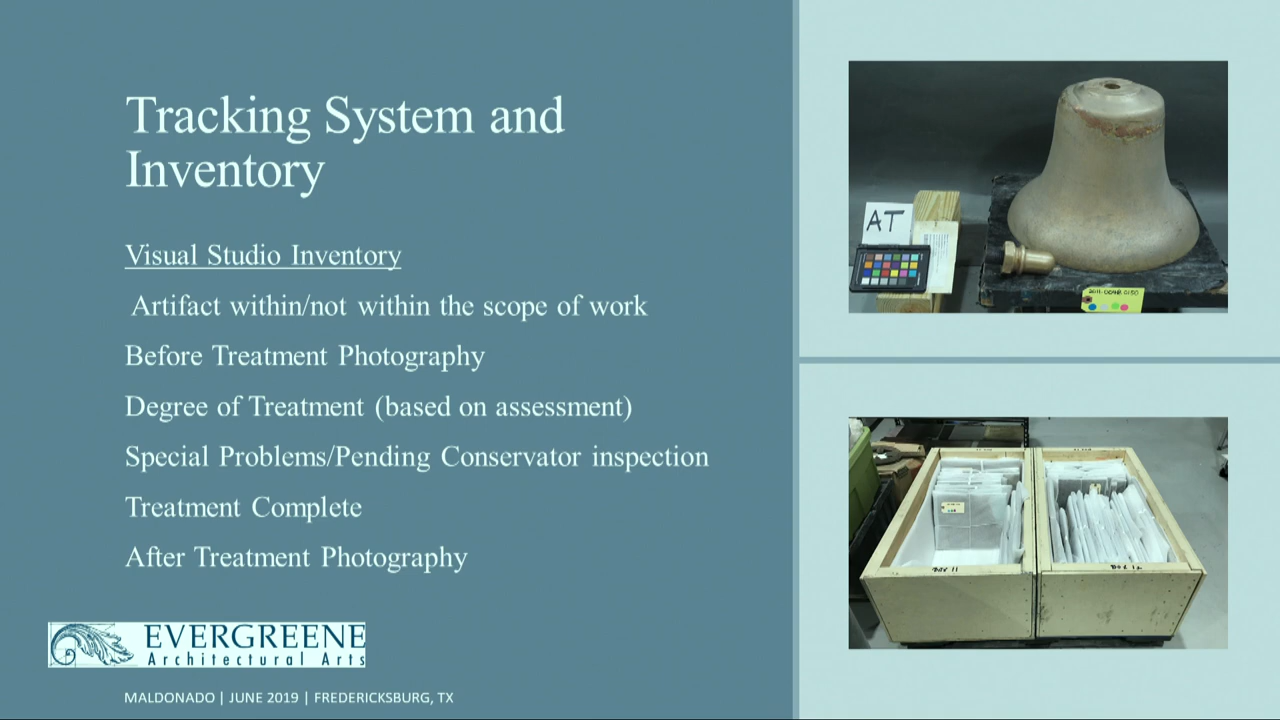 Tracking System and
Inventory
Visual Studio Inventory
Artifact within/not within the scope of work
Before Treatment Photography
Degree of Treatment (based on assessment)
Special Problems/Pending Conservator inspection
Treatment Complete
After Treatment Photography
EVERGREENE
Architectural Arts
MALDONADO | JUNE 2019 | FREDERICKSBURG, TX
AT